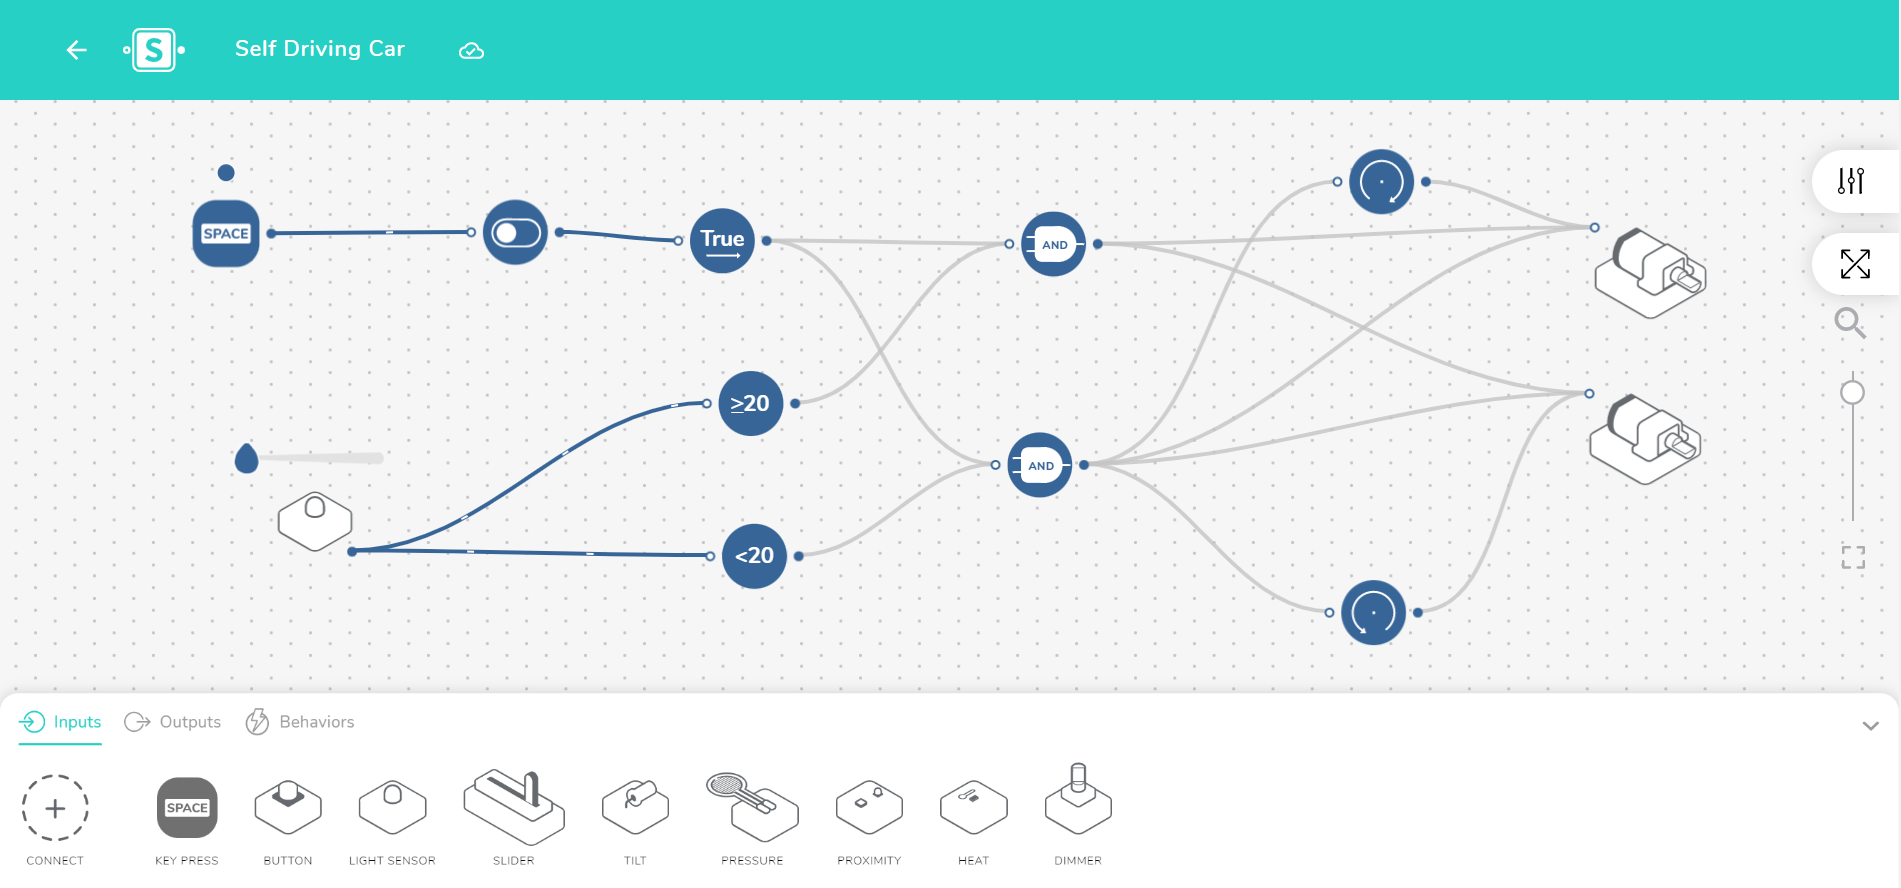 S
Self Driving Car
SPACE
True
AND
≥20
AND
<20
Inputs
Outputs
Behaviors
SPACE
CONNECT
KEY PRESS
BUTTON
LIGHT SENSOR
SLIDER
TILT
PRESSURE
PROXIMITY
HEAT
DIMMER